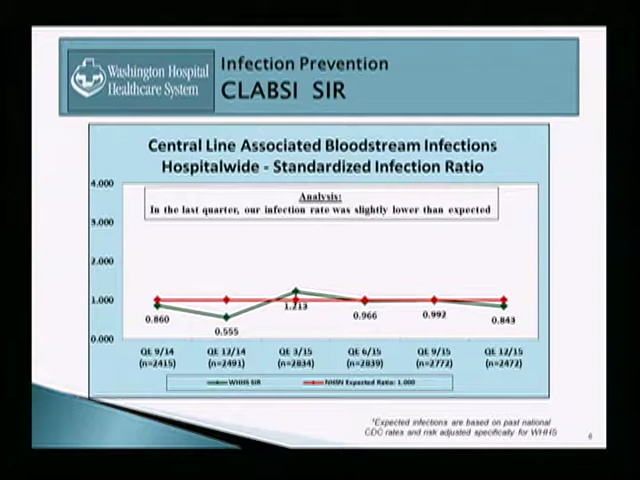 Washington Hospital
Healthcare System
Infection Prevention
CLABSI SIR
Central Line Associated Bloodstream Infections
Hospitalwide - Standardized Infection Ratio
4.000
Analysis:
In the last quarter, our infection rate was slightly lower than expected
3.000
2.000
1.000
0.860
0.555
1.213
0.966
0.992
0.843
0.000
QE 9/14 QE 12/14 QE 3/15 QE 6/15 QE 9/15 QE 12/15
(n=2415) (n=2491) (n=2834) (n=2839) (n=2772) (n=2472)
WHHS SIR NHSN Expected Ratio: 1.000
*Expected infections are based on past national
CDC rates and risk adjusted specifically for WHHS
6